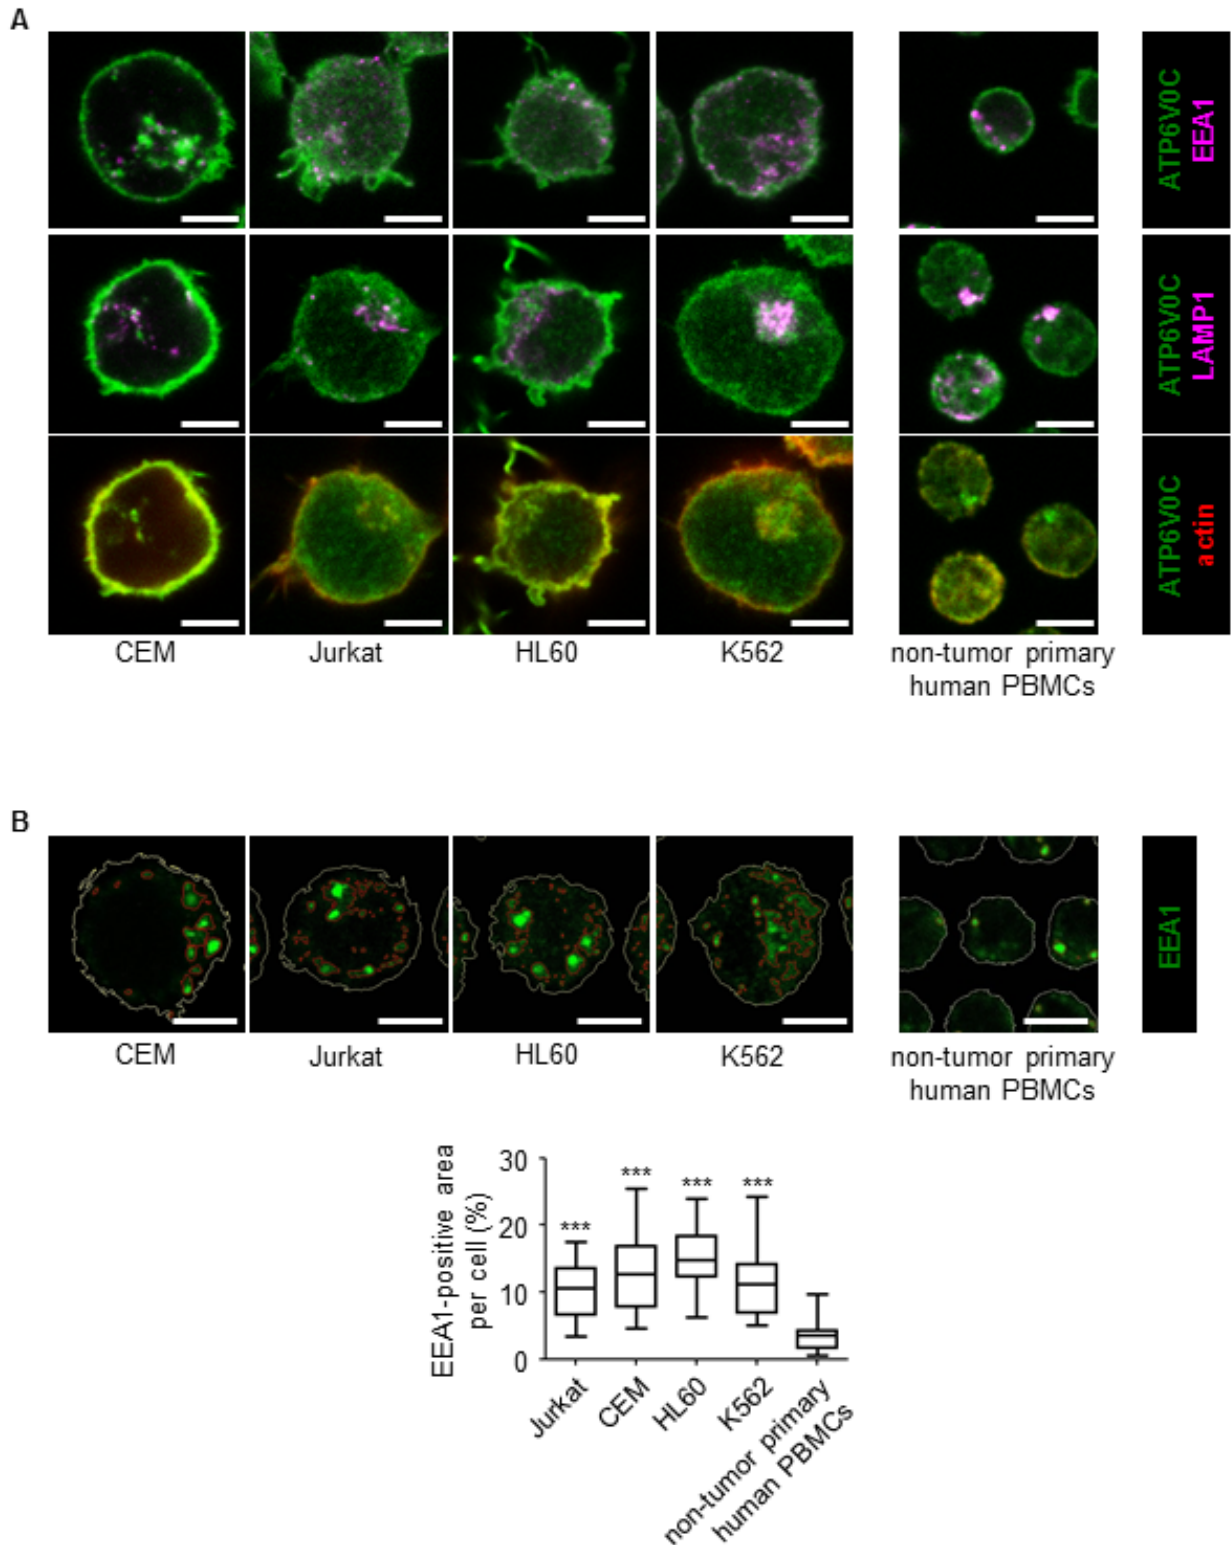 A
ATP6V0C
EEA1
ATP6V0C
LAMP1
ATP6V0C
actin
CEM
Jurkat
HL60
K562
non-tumor primary
human PBMCs
B
EEA1
CEM
Jurkat
HL60
K562
non-tumor primary
human PBMCs
EEA1-positive area
per cell (%)
30
20
10
0
***
***
***
***
Jurkat
CEM
HL60
K562
non-tumor primary
human PBMCs